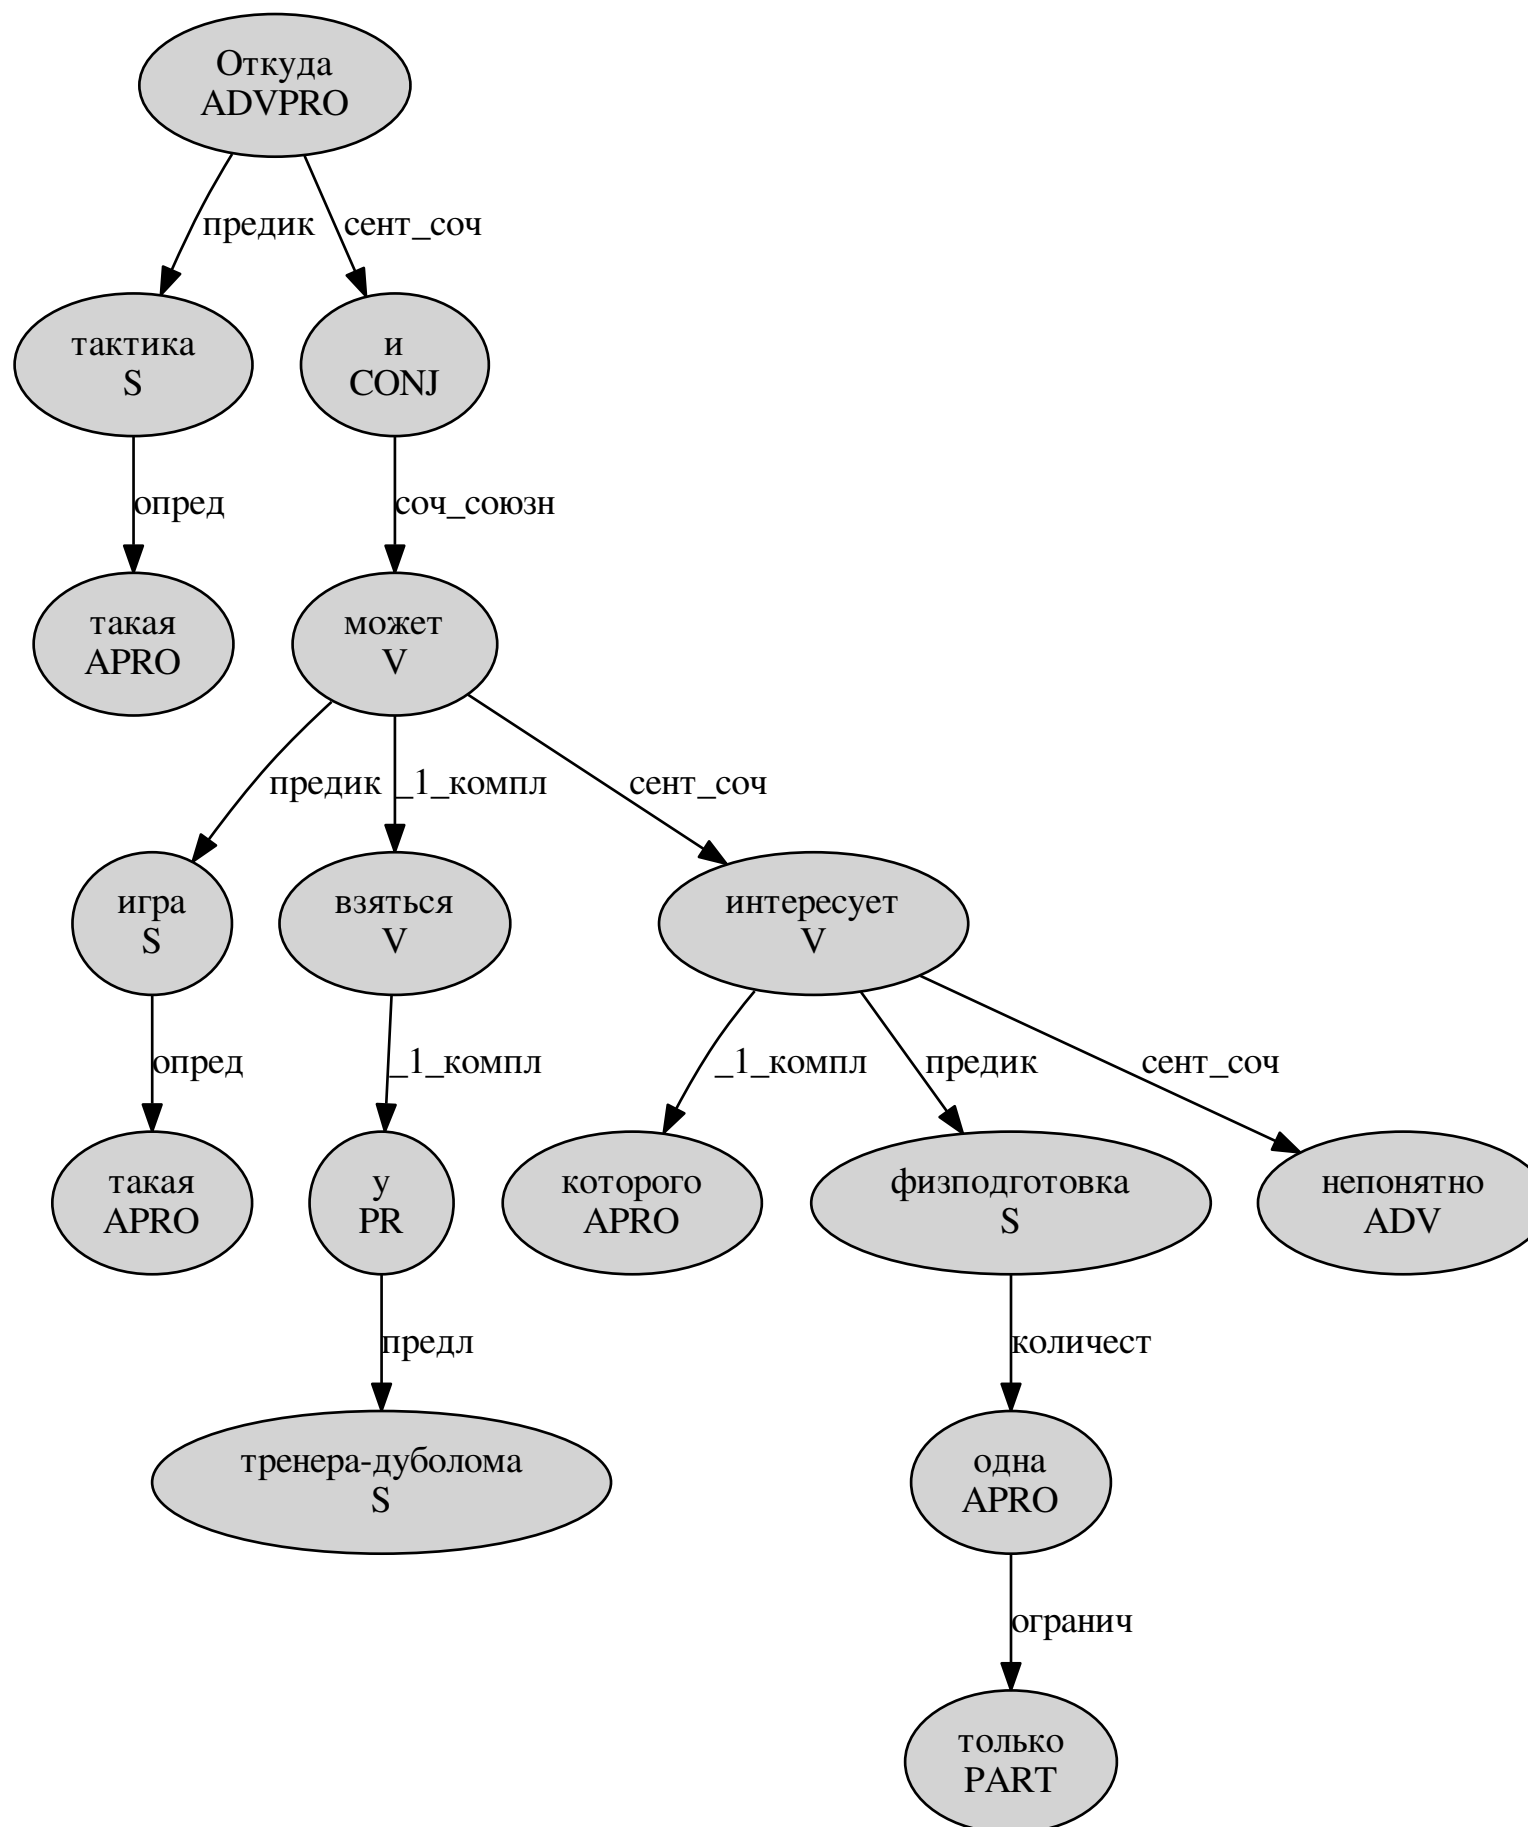 Откуда
ADVPRO
предик
сент_соч
тактика
S
и
CONJ
опред
соч_союзн
такая
APRO
может
V
предик
_1_компл
сент_соч
игра
S
взяться
V
интересует
V
опред
_1_компл
_1_компл
предик
сент_соч
такая
APRO
у
PR
которого
APRO
физподготовка
S
непонятно
ADV
предл
количест
тренера-дуболома
S
одна
APRO
огранич
только
PART